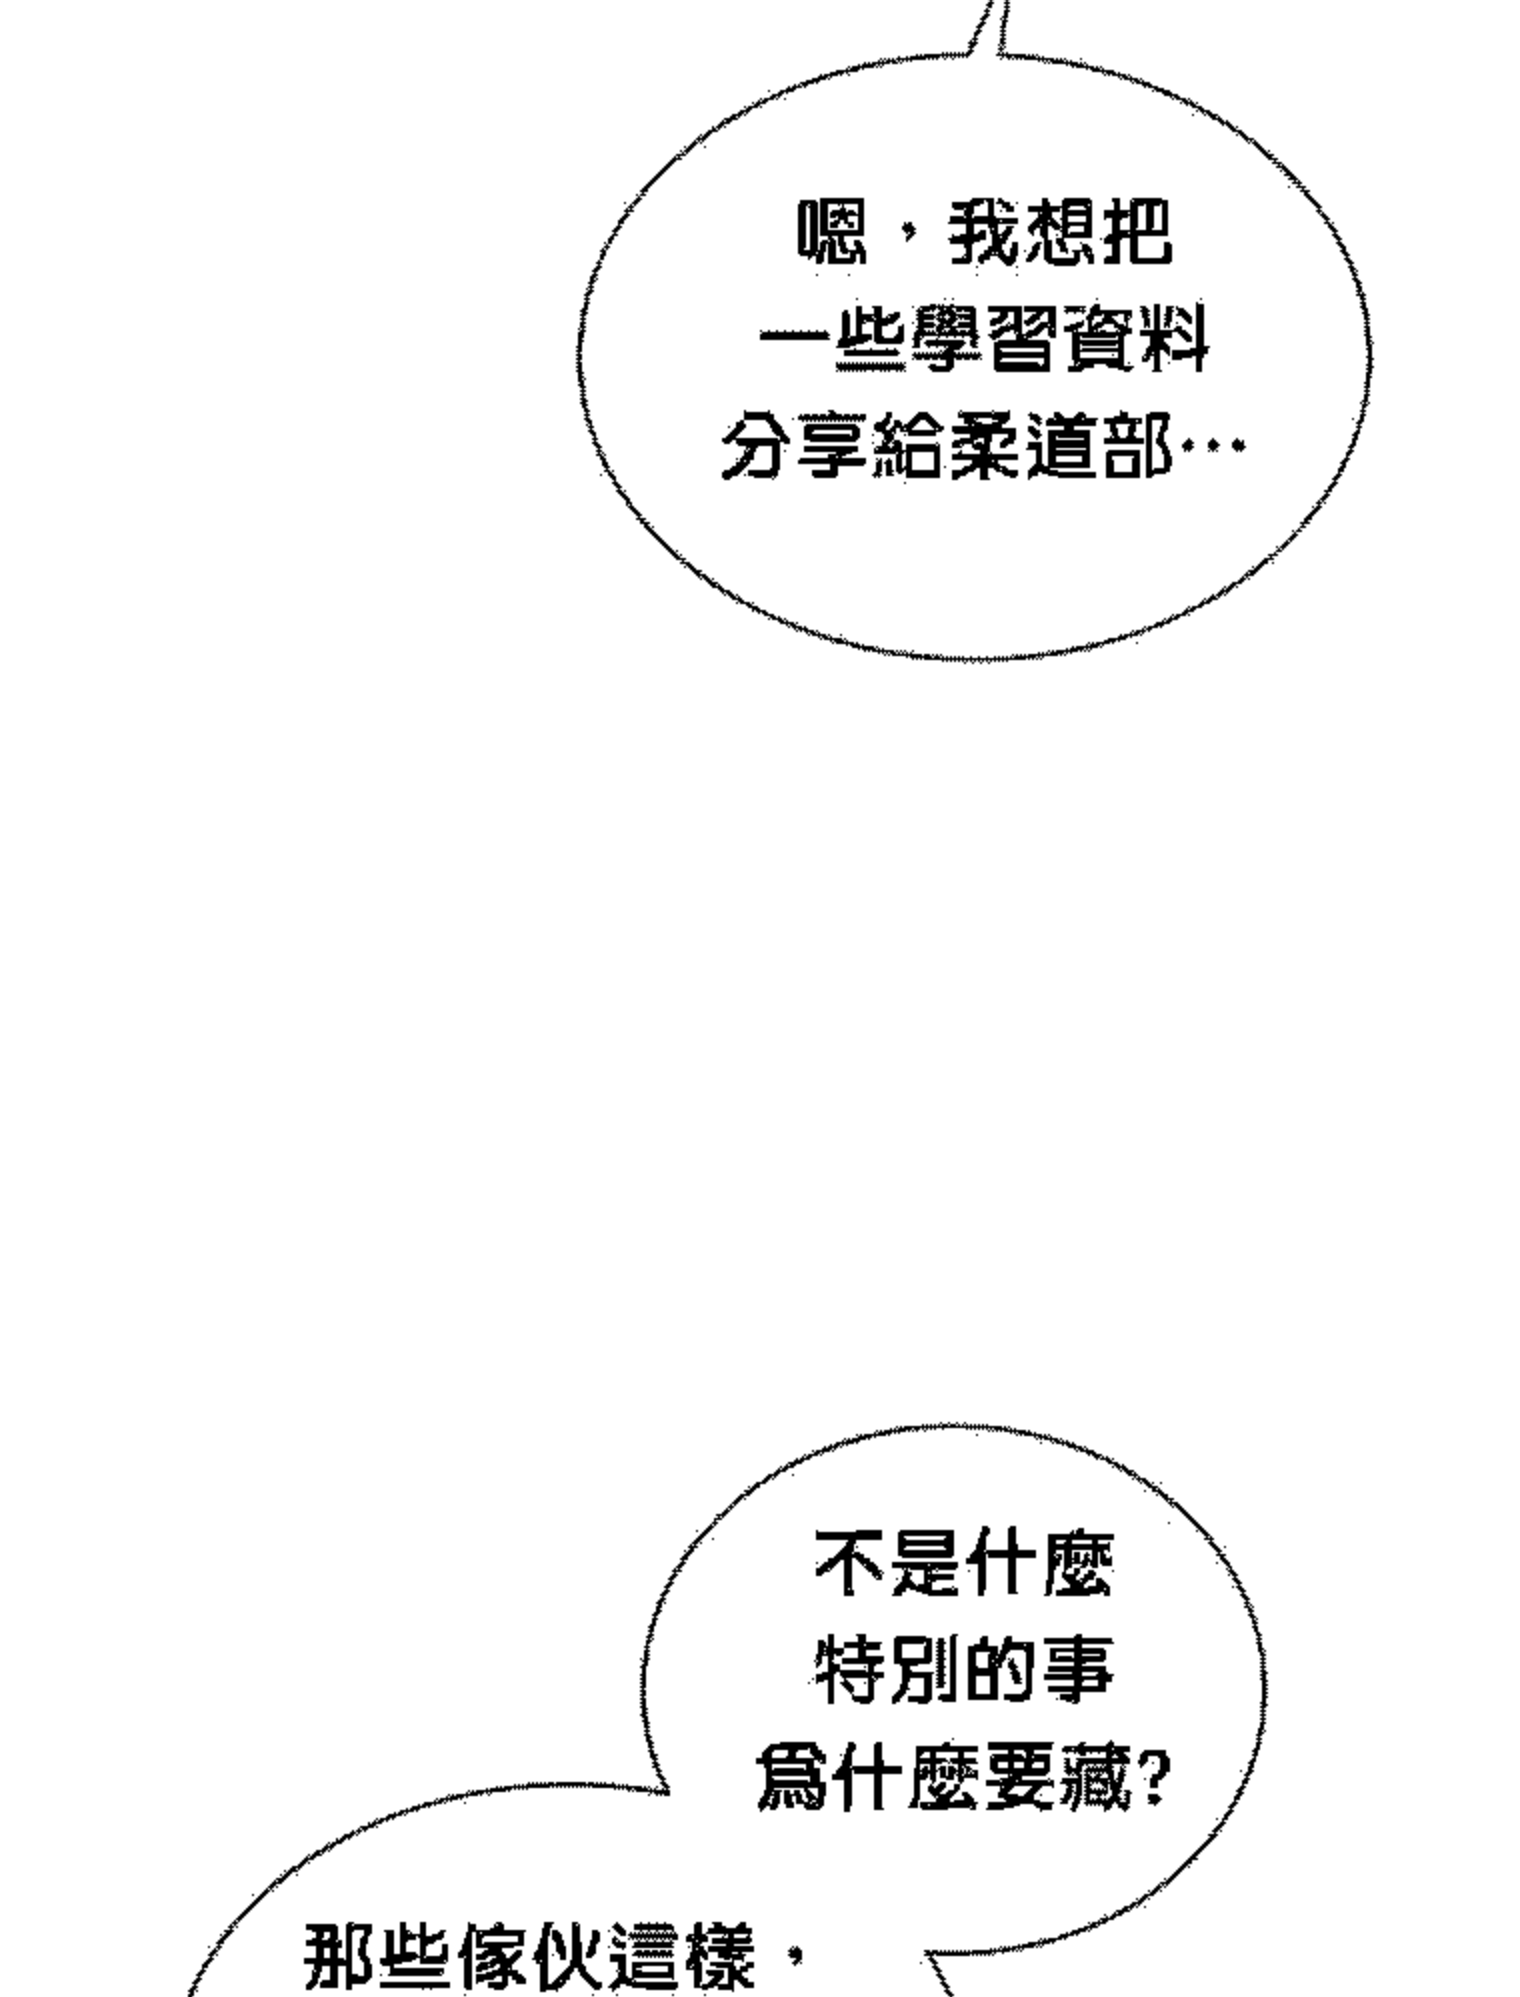 嗯，我想把
一些學習資料
分享給柔道部…
不是什麼
特別的事
爲什麼要藏?
那些傢伙這樣，